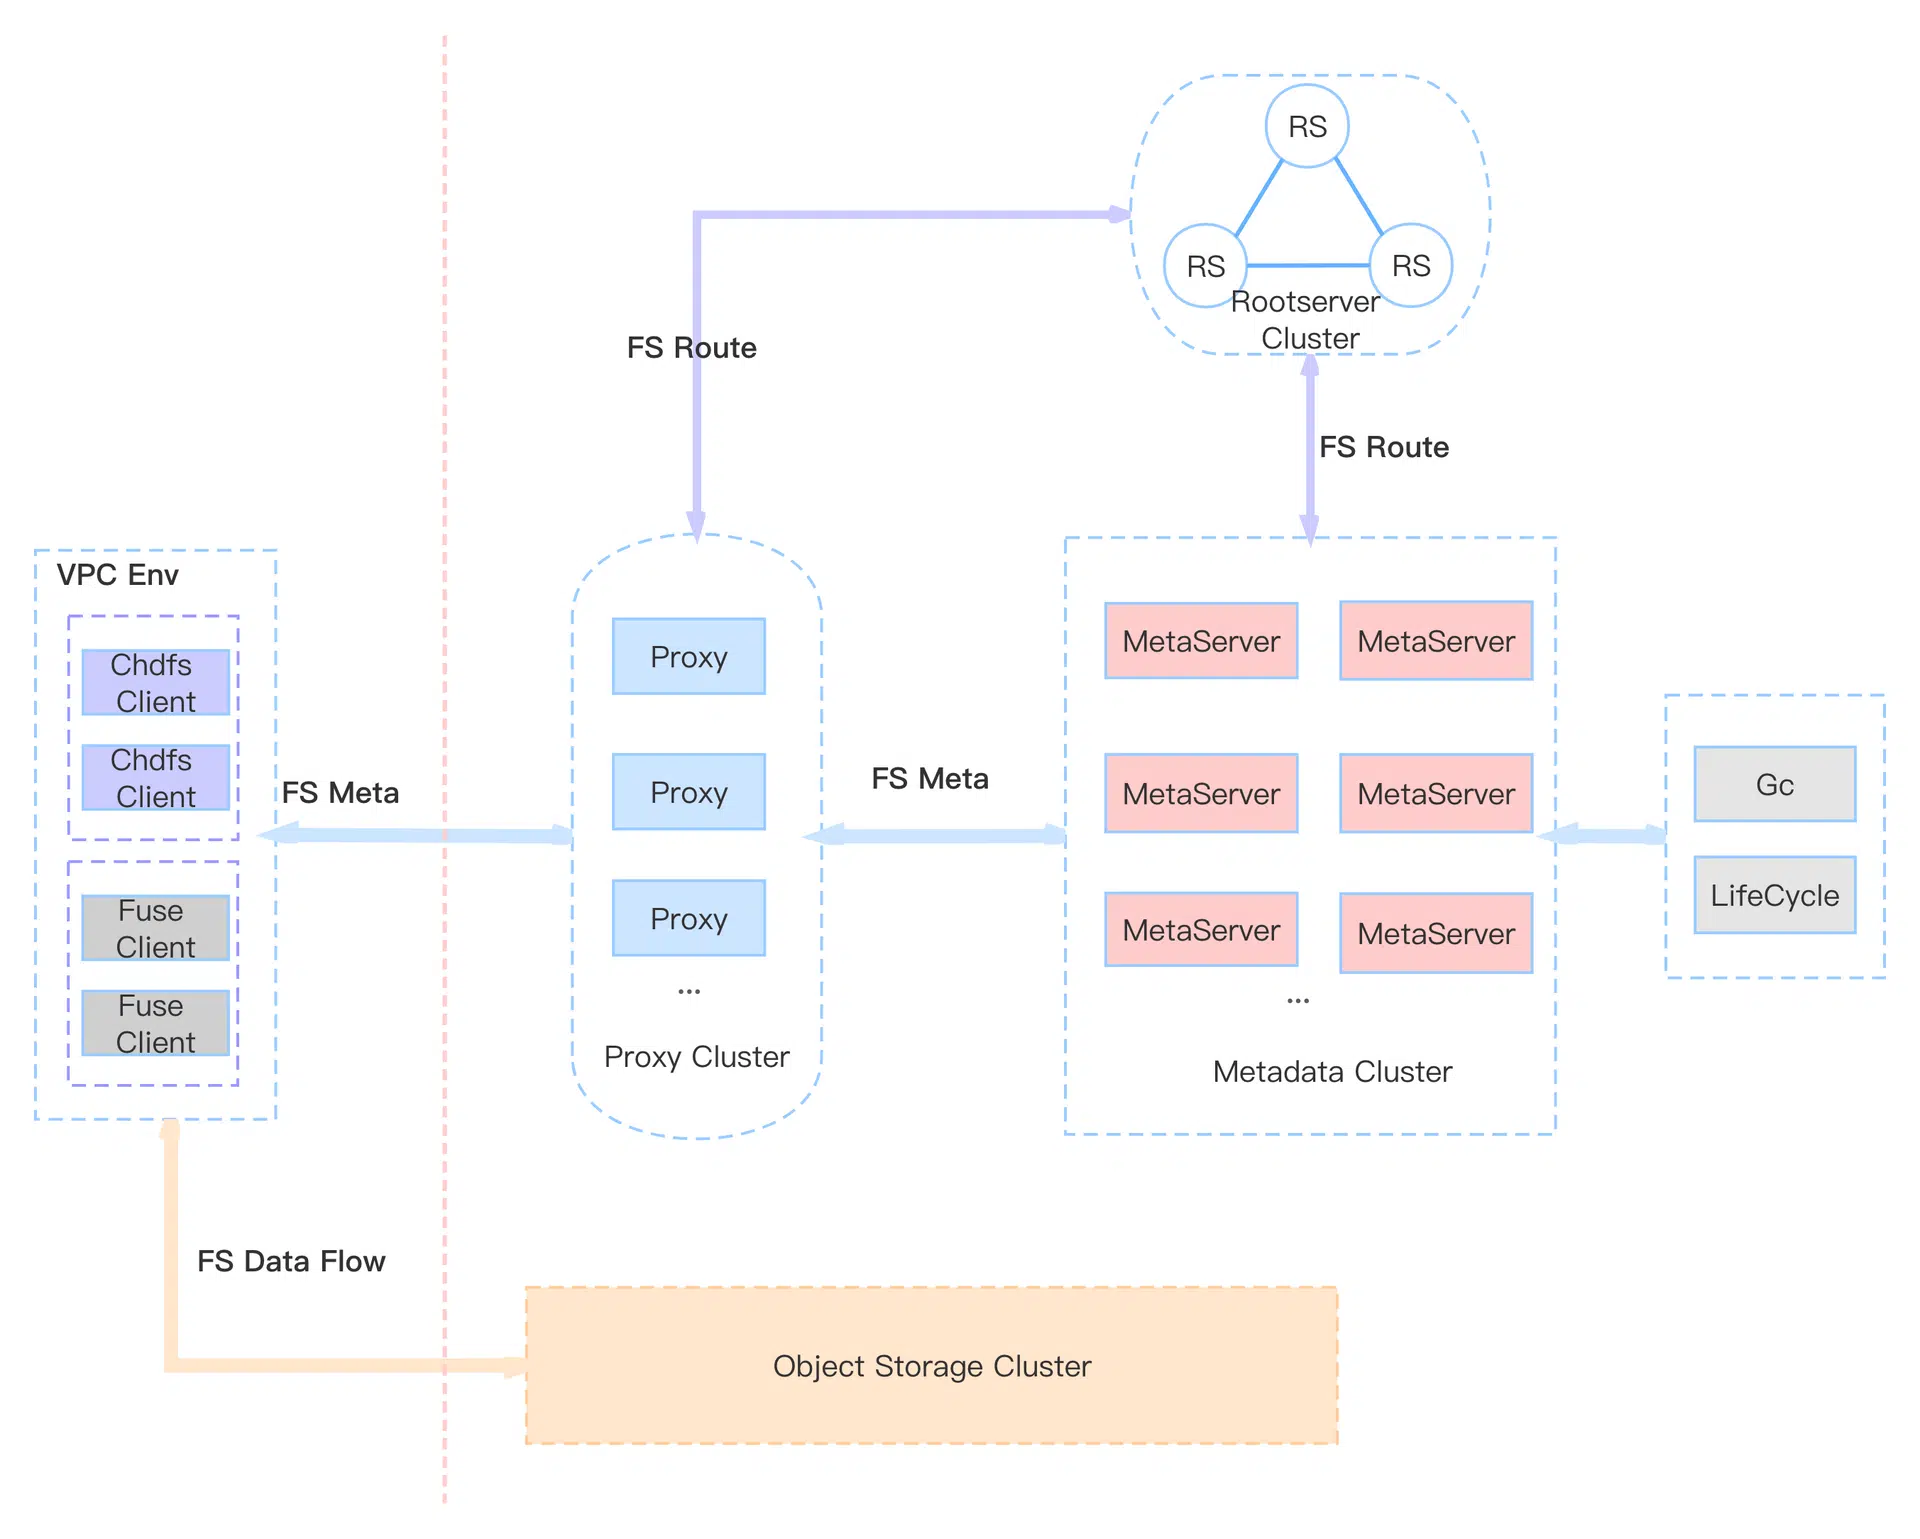 RS
RS
RS
Rootserver
Cluster
FS Route
FS Route
VPC Env
Chdfs
Client
Chdfs
Client
Fuse
Client
Fuse
Client
FS Meta
Proxy
Proxy
Proxy
...
Proxy Cluster
FS Meta
MetaServer
MetaServer
MetaServer
MetaServer
MetaServer
MetaServer
...
Metadata Cluster
Gc
LifeCycle
FS Data Flow
Object Storage Cluster